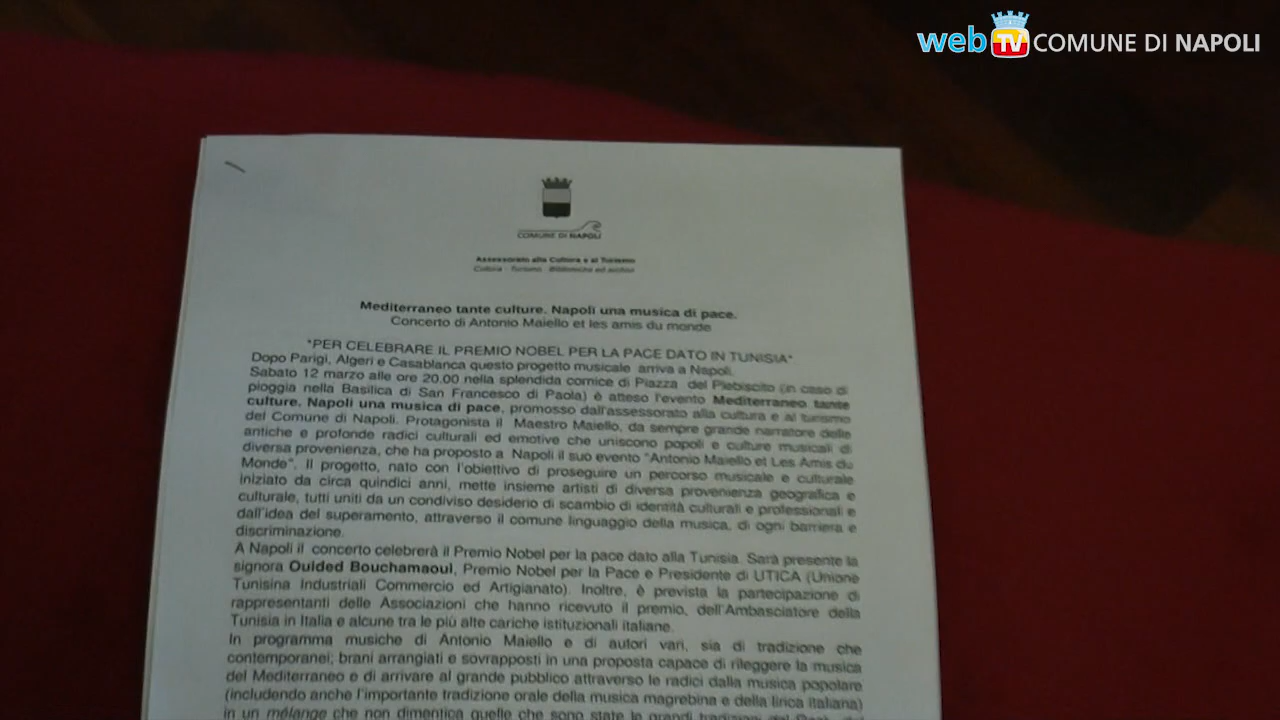 web TV COMUNE DI NAPOLI
COMUNE DI NAPOLI
Assessorato alla Cultura e al Turismo
Cultura - Turismo - Biblioteche ed archivi
Mediterraneo tante culture. Napoli una musica di pace.
Concerto di Antonio Maiello et les amis du monde
"PER CELEBRARE IL PREMIO NOBEL PER LA PACE DATO IN TUNISIA"
Dopo Parigi, Algeri e Casablanca questo progetto musicale arriva a Napoli.
Sabato 12 marzo alle ore 20.00 nella splendida cornice di Piazza del Plebiscito (in caso di
pioggia nella Basilica di San Francesco di Paola) è atteso l'evento Mediterraneo tante
culture. Napoli una musica di pace, promosso dall'assessorato alla cultura e al turismo
del Comune di Napoli. Protagonista il Maestro Maiello, da sempre grande narratore delle
antiche e profonde radici culturali ed emotive che uniscono popoli e culture musicali di
diversa provenienza, che ha proposto a Napoli il suo evento "Antonio Maiello et Les Amis du
Monde". Il progetto, nato con l'obiettivo di proseguire un percorso musicale e culturale
iniziato da circa quindici anni, mette insieme artisti di diversa provenienza geografica e
culturale, tutti uniti da un condiviso desiderio di scambio di identità culturali e professionali e
dall'idea del superamento, attraverso il comune linguaggio della musica, di ogni barriera e
discriminazione.
A Napoli il concerto celebrerà il Premio Nobel per la pace dato alla Tunisia. Sarà presente la
signora Ouided Bouchamaoui, Premio Nobel per la Pace e Presidente di UTICA (Unione
Tunisina Industriali Commercio ed Artigianato). Inoltre, è prevista la partecipazione di
rappresentanti delle Associazioni che hanno ricevuto il premio, dell'Ambasciatore della
Tunisia in Italia e alcune tra le più alte cariche istituzionali italiane.
In programma musiche di Antonio Maiello e di autori vari, sia di tradizione che
contemporanei; brani arrangiati e sovrapposti in una proposta capace di rileggere la musica
del Mediterraneo e di arrivare al grande pubblico attraverso le radici dalla musica popolare
(includendo anche l'importante tradizione orale della musica magrebina e della lirica italiana)
in un mélange che non dimentica quelle che sono state le grandi tradizioni